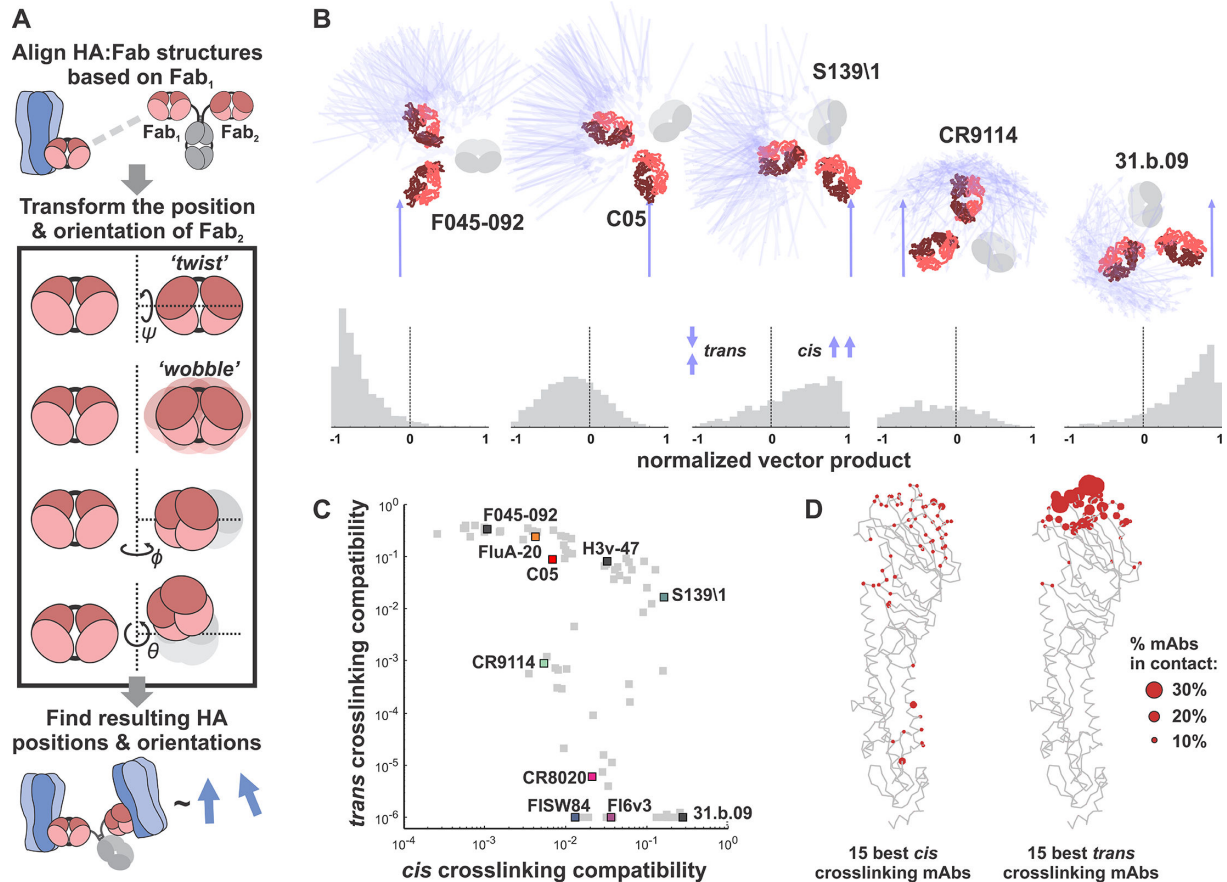 A
Align HA:Fab structures
based on Fab₁
Fab₁
Fab₂
Transform the position
& orientation of Fab₂
'twist'
ψ
'wobble'
ϕ
θ
Find resulting HA
positions & orientations
~
B
F045-092
C05
S139\1
CR9114
31.b.09
trans
cis
-1 0 1
-1 0 1
-1 0 1
-1 0 1
-1 0 1
normalized vector product
C
trans crosslinking compatibility
10⁰
10⁻¹
10⁻²
10⁻³
10⁻⁴
10⁻⁵
10⁻⁶
F045-092
FluA-20
C05
H3v-47
S139\1
CR9114
CR8020
FISW84
FI6v3
31.b.09
10⁻⁴ 10⁻³ 10⁻² 10⁻¹ 10⁰
cis crosslinking compatibility
D
% mAbs
in contact:
30%
20%
10%
15 best cis
crosslinking mAbs
15 best trans
crosslinking mAbs